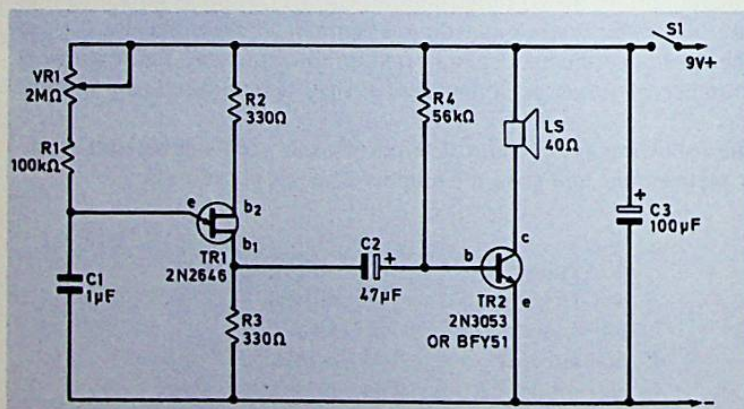 S1
9V+
VR1
2MΩ
R2
330Ω
R4
56kΩ
LS
40Ω
R1
100kΩ
e
b2
b1
TR1
2N2646
C2
+
47µF
b
c
e
TR2
2N3053
OR BFY51
+
C3
100µF
C1
1µF
R3
330Ω
-